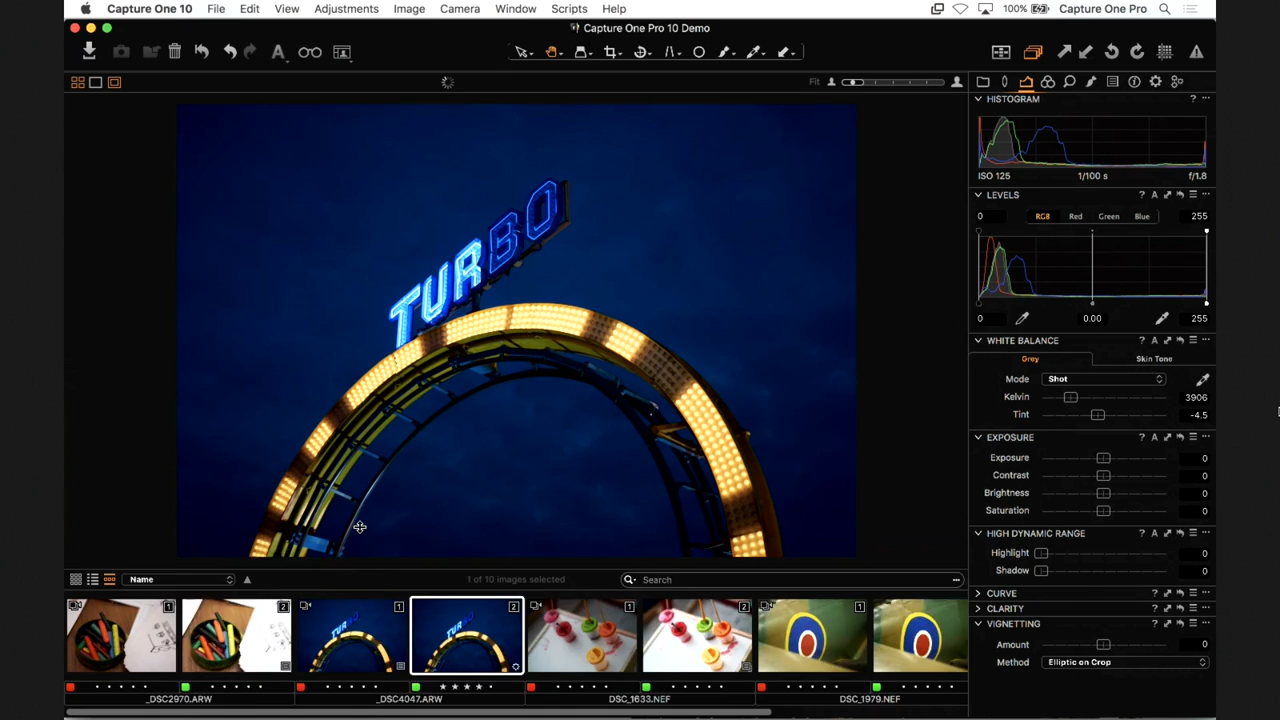 Capture One 10 File Edit View Adjustments Image Camera Window Scripts Help 100% Capture One Pro
Capture One Pro 10 Demo
A
Fit
HISTOGRAM ? ...
ISO 125 1/100 s f/1.8
LEVELS ? A ...
0 RGB Red Green Blue 255
0 0.00 255
WHITE BALANCE ? A ...
Grey Skin Tone
Mode Shot
Kelvin 3906
Tint -4.5
EXPOSURE ? A ...
Exposure 0
Contrast 0
Brightness 0
Saturation 0
HIGH DYNAMIC RANGE ? A ...
Highlight 0
Shadow 0
CURVE ? A ...
CLARITY ? A ...
VIGNETTING ? ...
Amount 0
Method Elliptic on Crop
TURBO
Name 1 of 10 images selected Search ...
1 2 1 2 1 2 1
TURBO TURBO
_DSC2970.ARW _DSC4047.ARW DSC_1633.NEF DSC_1979.NEF